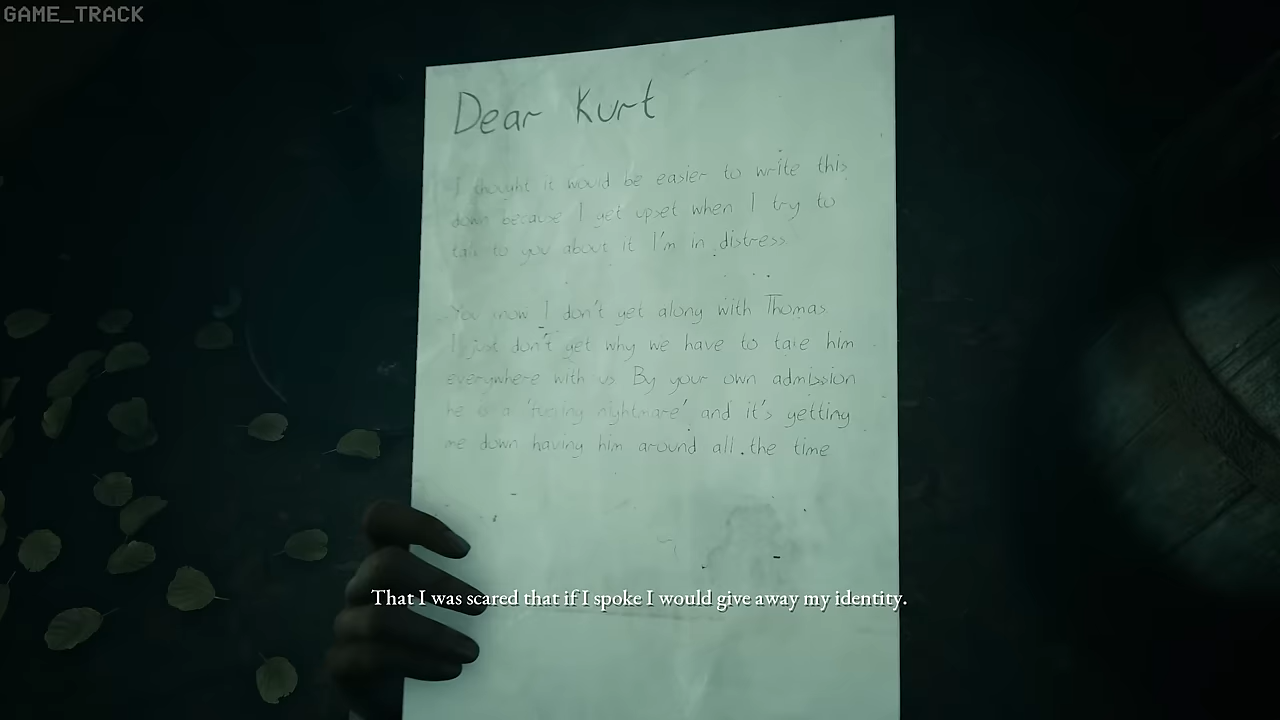 GAME_TRACK
Dear Kurt
I thought it would be easier to write this
down because I get upset when I try to
talk to you about it I'm in distress
You know I don't get along with Thomas
I just don't get why we have to take him
everywhere with us By your own admission
he is a 'fucking nightmare' and it's getting
me down having him around all the time
That I was scared that if I spoke I would give away my identity.